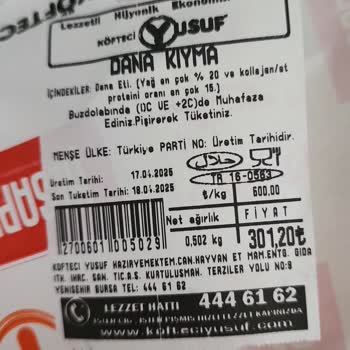 KÖFTECİ
Lezzetli Hijyenik Ekonomik
KÖFTECİ YUSUF
DANA KIYMA
İÇİNDEKİLER: Dana Eti. (Yağ en çok % 20 ve kollajen/et
proteini oranı en çok 15.)
Buzdolabında (0C VE +2C)de Muhafaza
Ediniz.Pişirerek Tüketiniz.
MENŞE ÜLKE: Türkiye PARTİ NO: Üretim Tarihidir.
حلال
Üretim Tarihi: 17.04.2025
TR 16-0563
Son Tüketim Tarihi: 18.04.2025
₺/kg 600,00
Net ağırlık FİYAT
0,502 kg 301,20₺
2700601 005029
KÖFTECİ YUSUF HAZIRYEMEKTEM.CAN.HAYVAN ET MAM.ENTG. GIDA
İTH. İHRC. SAN. TİC.A.Ş. KURTULUŞMAH. TERZİLER YOLU NO:9
YENİŞEHİR BURSA TEL: 444 61 62
LEZZET HATTI 444 61 62
www.kofteciyusuf.com